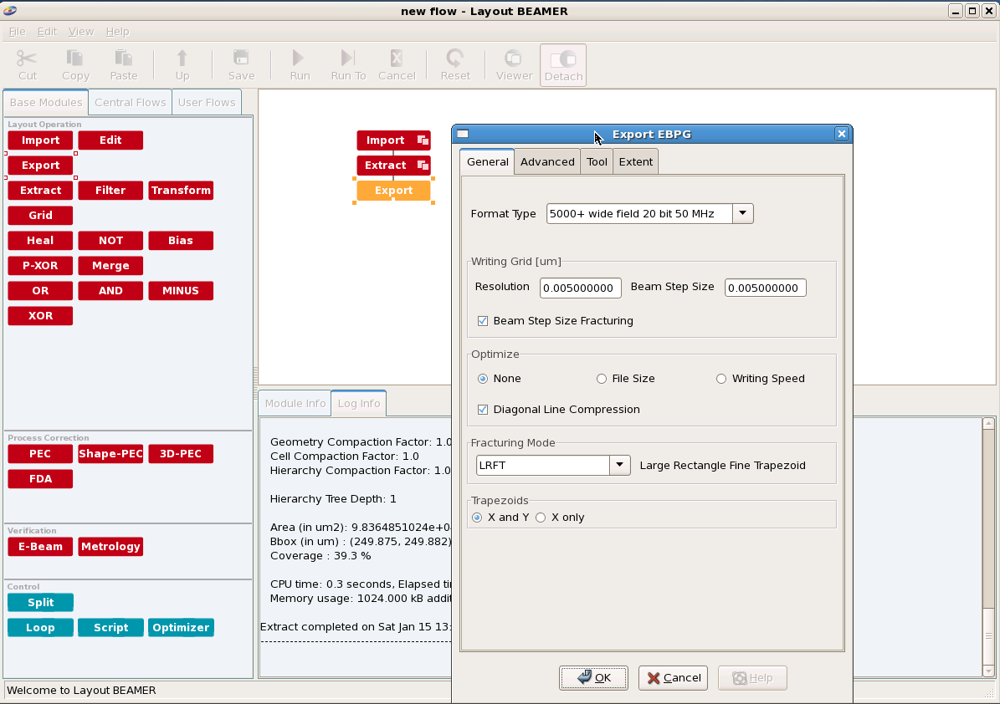 new flow - Layout BEAMER
File Edit View Help
Cut Copy Paste Up Save Run Run To Cancel Reset Viewer Detach
Base Modules Central Flows User Flows
Layout Operation
Import Edit
Export
Extract Filter Transform
Grid
Heal NOT Bias
P-XOR Merge
OR AND MINUS
XOR
Process Correction
PEC Shape-PEC 3D-PEC
FDA
Verification
E-Beam Metrology
Control
Split
Loop Script Optimizer
Import
Extract
Export
Module Info Log Info
Geometry Compaction Factor: 1.0
Cell Compaction Factor: 1.0
Hierarchy Compaction Factor: 1.0
Hierarchy Tree Depth: 1
Area (in um2): 9.8364851024e+0
Bbox (in um) : (249.875, 249.882)
Coverage : 39.3 %
CPU time: 0.3 seconds, Elapsed
Memory usage: 1024.000 kB
Extract completed on Sat Jan 15 13:
Export EBPG
General Advanced Tool Extent
Format Type 5000+ wide field 20 bit 50 MHz
Writing Grid [um]
Resolution 0.005000000 Beam Step Size 0.005000000
Beam Step Size Fracturing
Optimize
None File Size Writing Speed
Diagonal Line Compression
Fracturing Mode
LRFT Large Rectangle Fine Trapezoid
Trapezoids
X and Y X only
OK Cancel Help
Welcome to Layout BEAMER